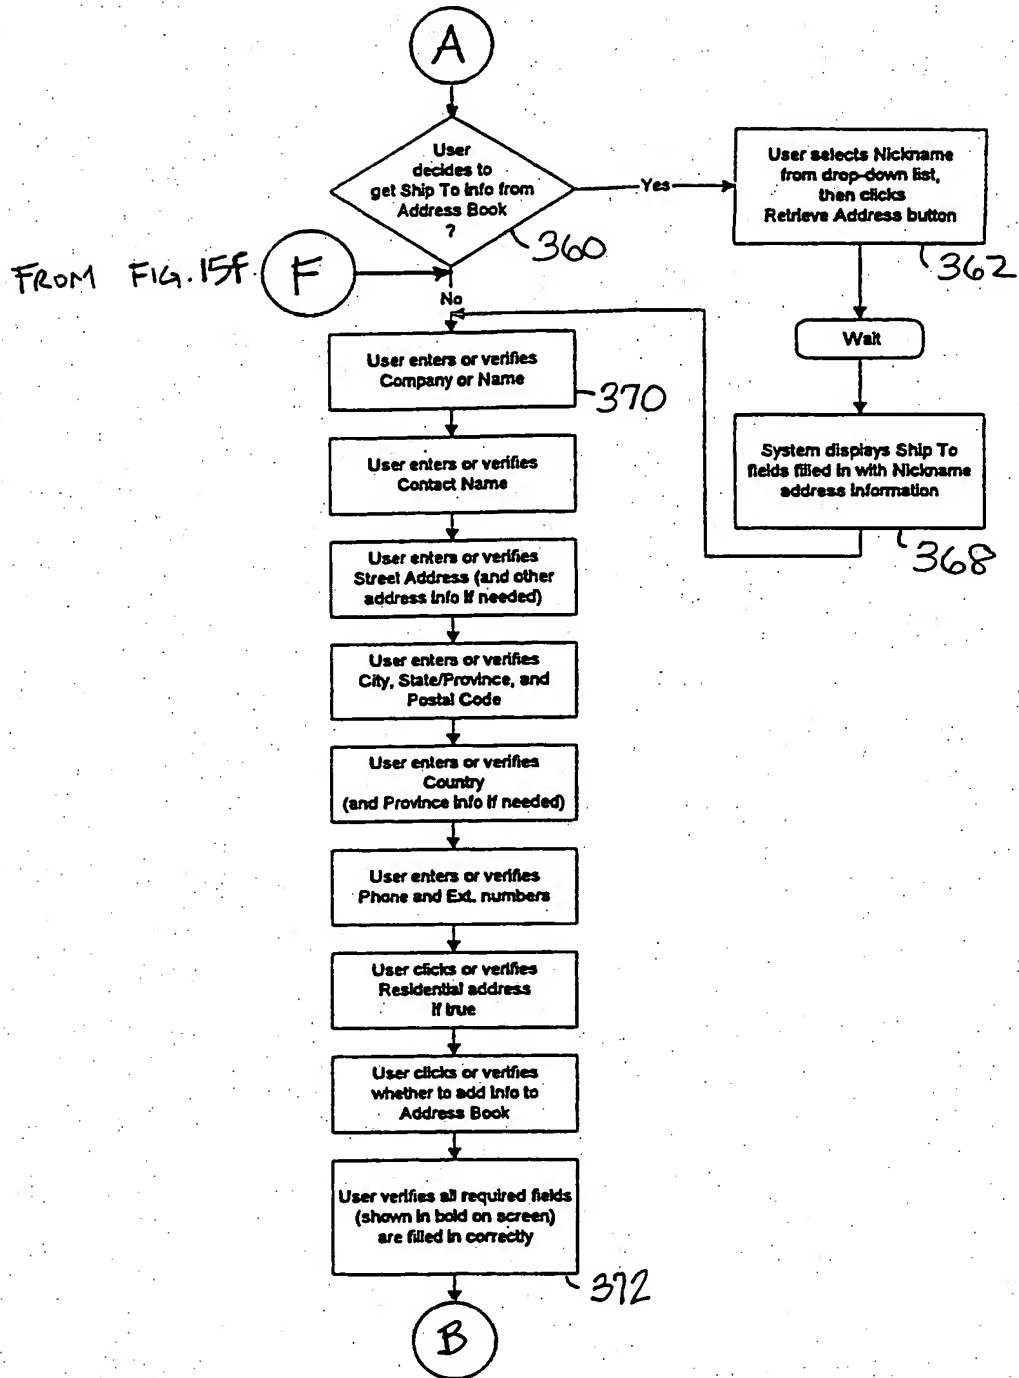 A
User
decides to
get Ship To Info from
Address Book
?
360
Yes
User selects Nickname
from drop-down list,
then clicks
Retrieve Address button
362
Wait
System displays Ship To
fields filled in with Nickname
address information
368
FROM FIG. 15f
F
No
User enters or verifies
Company or Name
370
User enters or verifies
Contact Name
User enters or verifies
Street Address (and other
address info if needed)
User enters or verifies
City, State/Province, and
Postal Code
User enters or verifies
Country
(and Province info if needed)
User enters or verifies
Phone and Ext. numbers
User clicks or verifies
Residential address
if true
User clicks or verifies
whether to add info to
Address Book
User verifies all required fields
(shown in bold on screen)
are filled in correctly
372
B